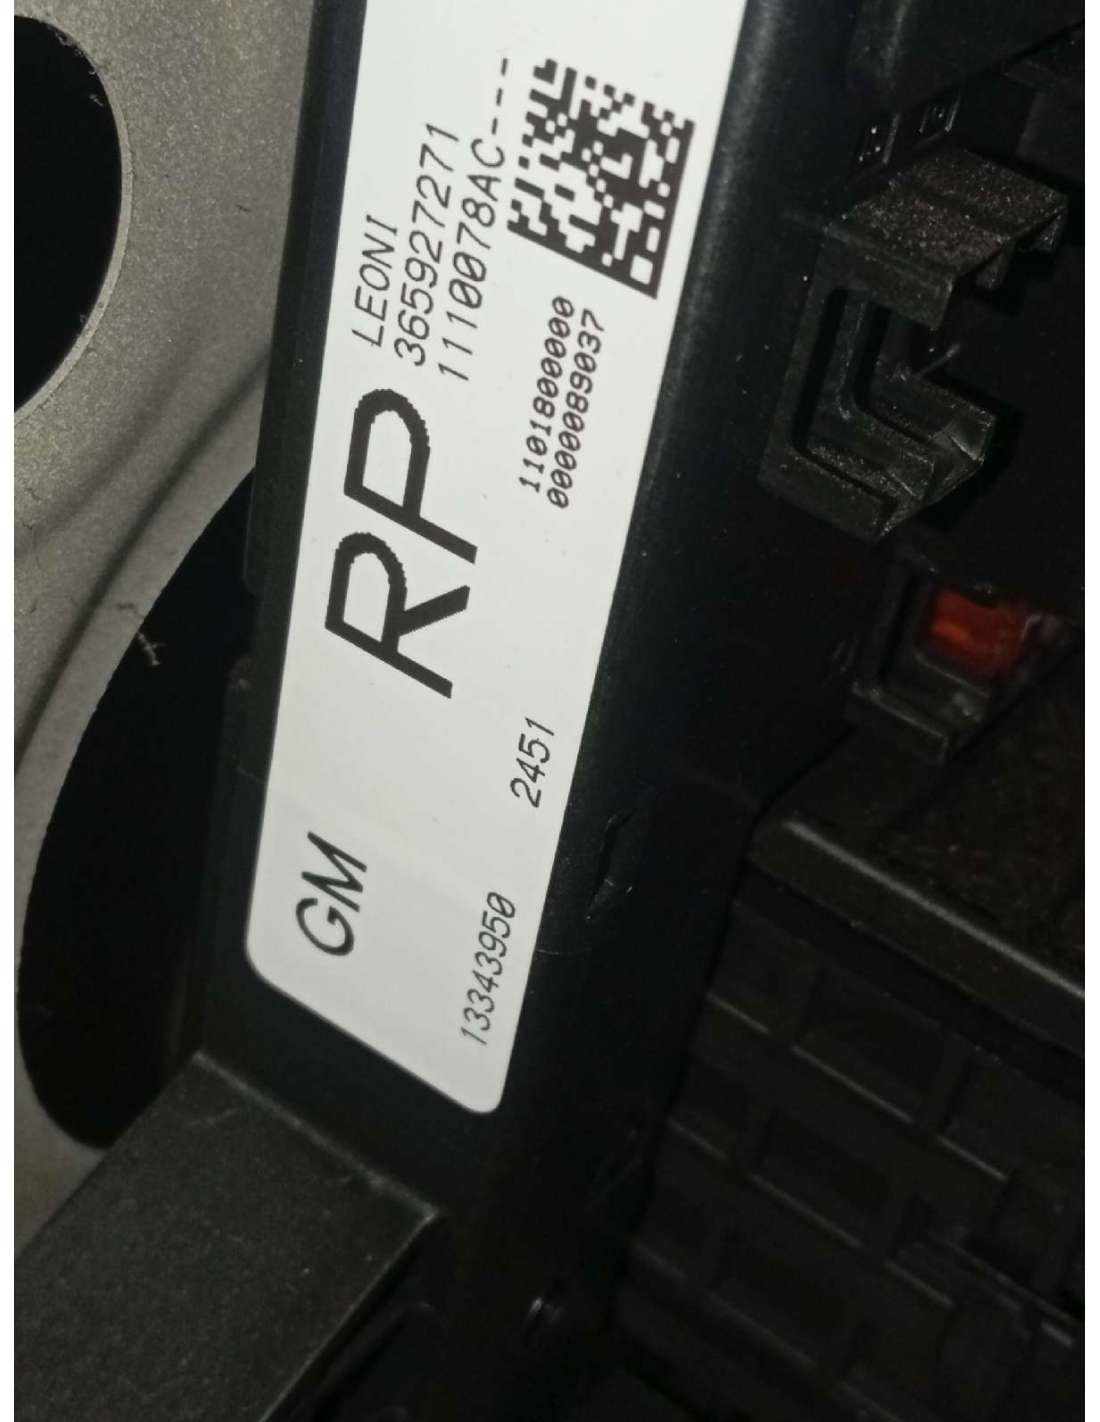 GM
RP
LEONI
365927271
1110078AC---
13343950
2451
1101800000
0000089037